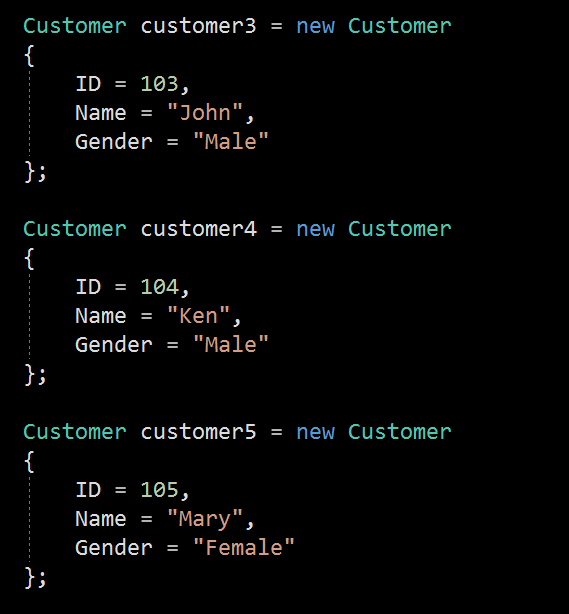 Customer customer3 = new Customer
{
    ID = 103,
    Name = "John",
    Gender = "Male"
};

Customer customer4 = new Customer
{
    ID = 104,
    Name = "Ken",
    Gender = "Male"
};

Customer customer5 = new Customer
{
    ID = 105,
    Name = "Mary",
    Gender = "Female"
};